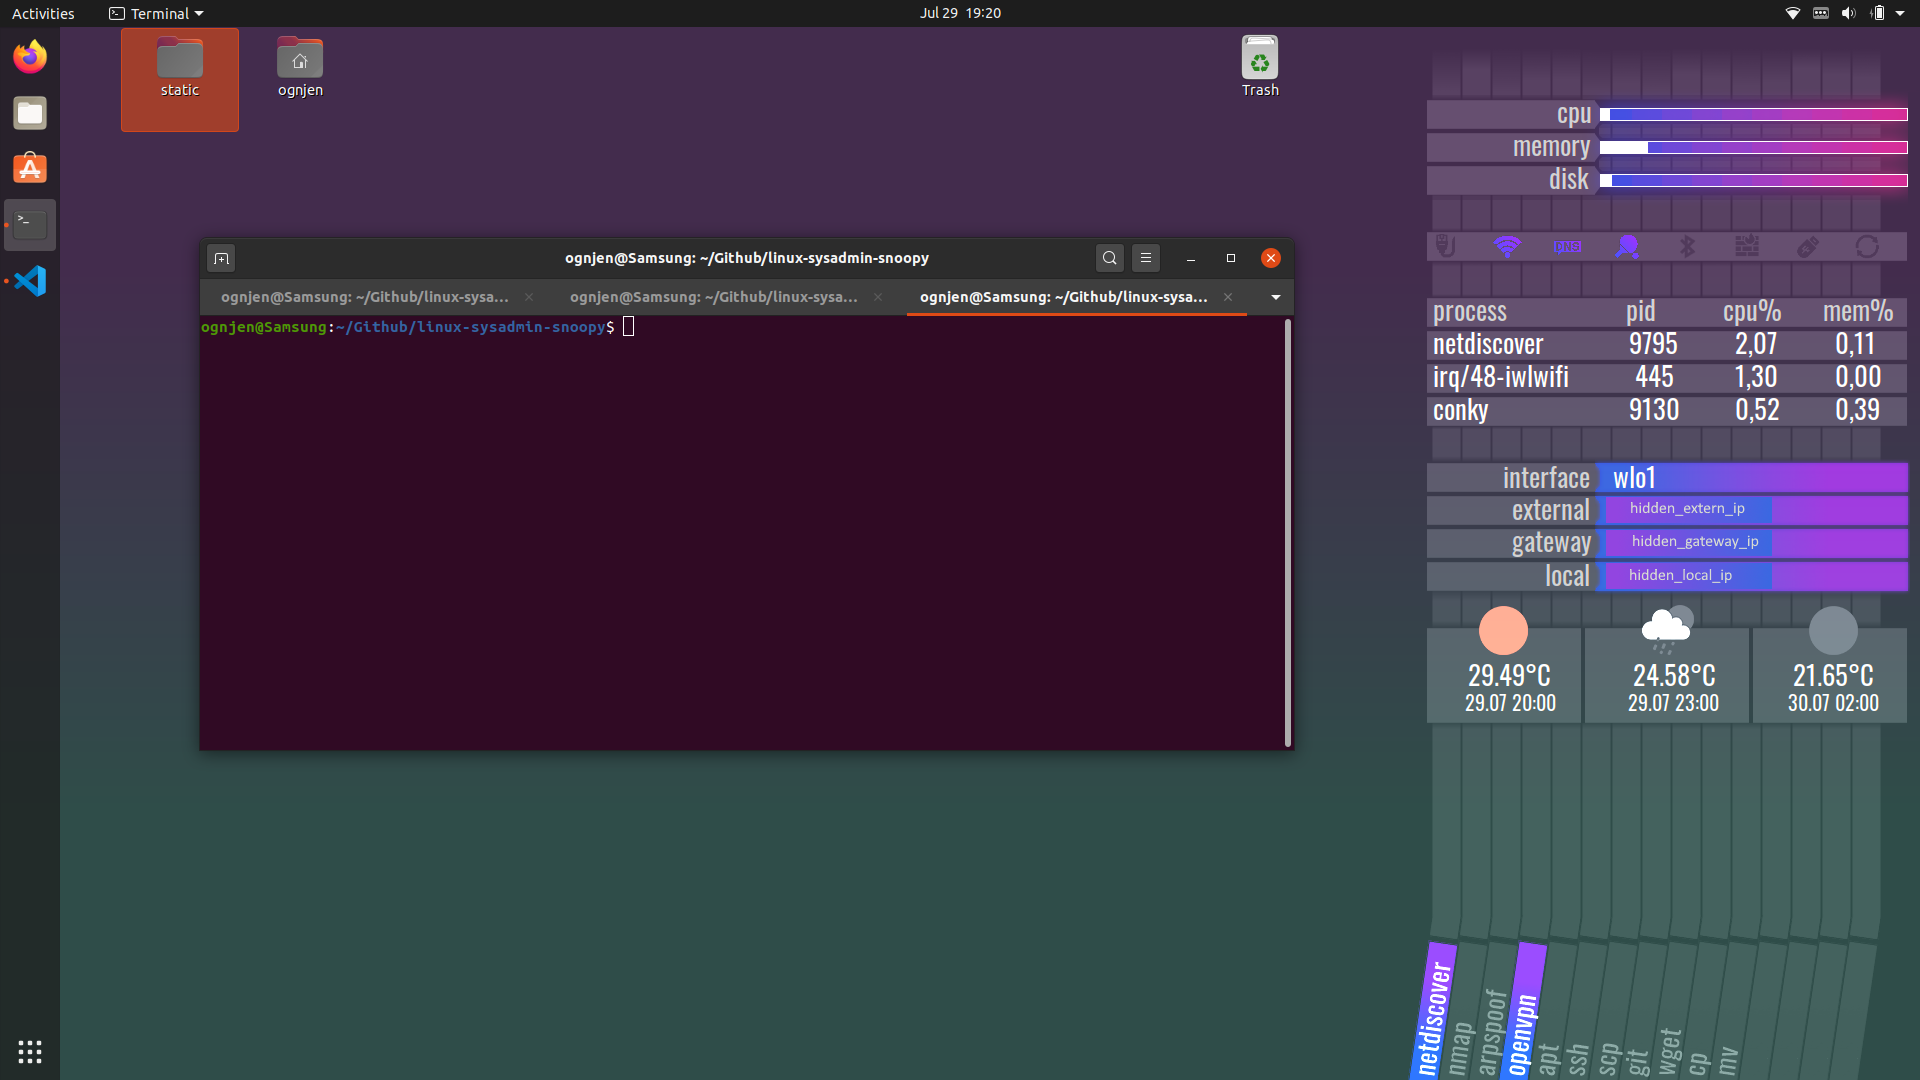 Activities
Terminal
Jul 29 19:20
static
ognjen
Trash
ognjen@Samsung: ~/Github/linux-sysadmin-snoopy
ognjen@Samsung: ~/Github/linux-sysa...
ognjen@Samsung: ~/Github/linux-sysa...
ognjen@Samsung: ~/Github/linux-sysa...
ognjen@Samsung:~/Github/linux-sysadmin-snoopy$
cpu
memory
disk
DNS
process pid cpu% mem%
netdiscover 9795 2,07 0,11
irq/48-iwlwifi 445 1,30 0,00
conky 9130 0,52 0,39
interface wlo1
external hidden_extern_ip
gateway hidden_gateway_ip
local hidden_local_ip
29.49°C 24.58°C 21.65°C
29.07 20:00 29.07 23:00 30.07 02:00
netdiscover
nmap
arpspoof
openvpn
apt
ssh
scp
git
wget
cp
mv